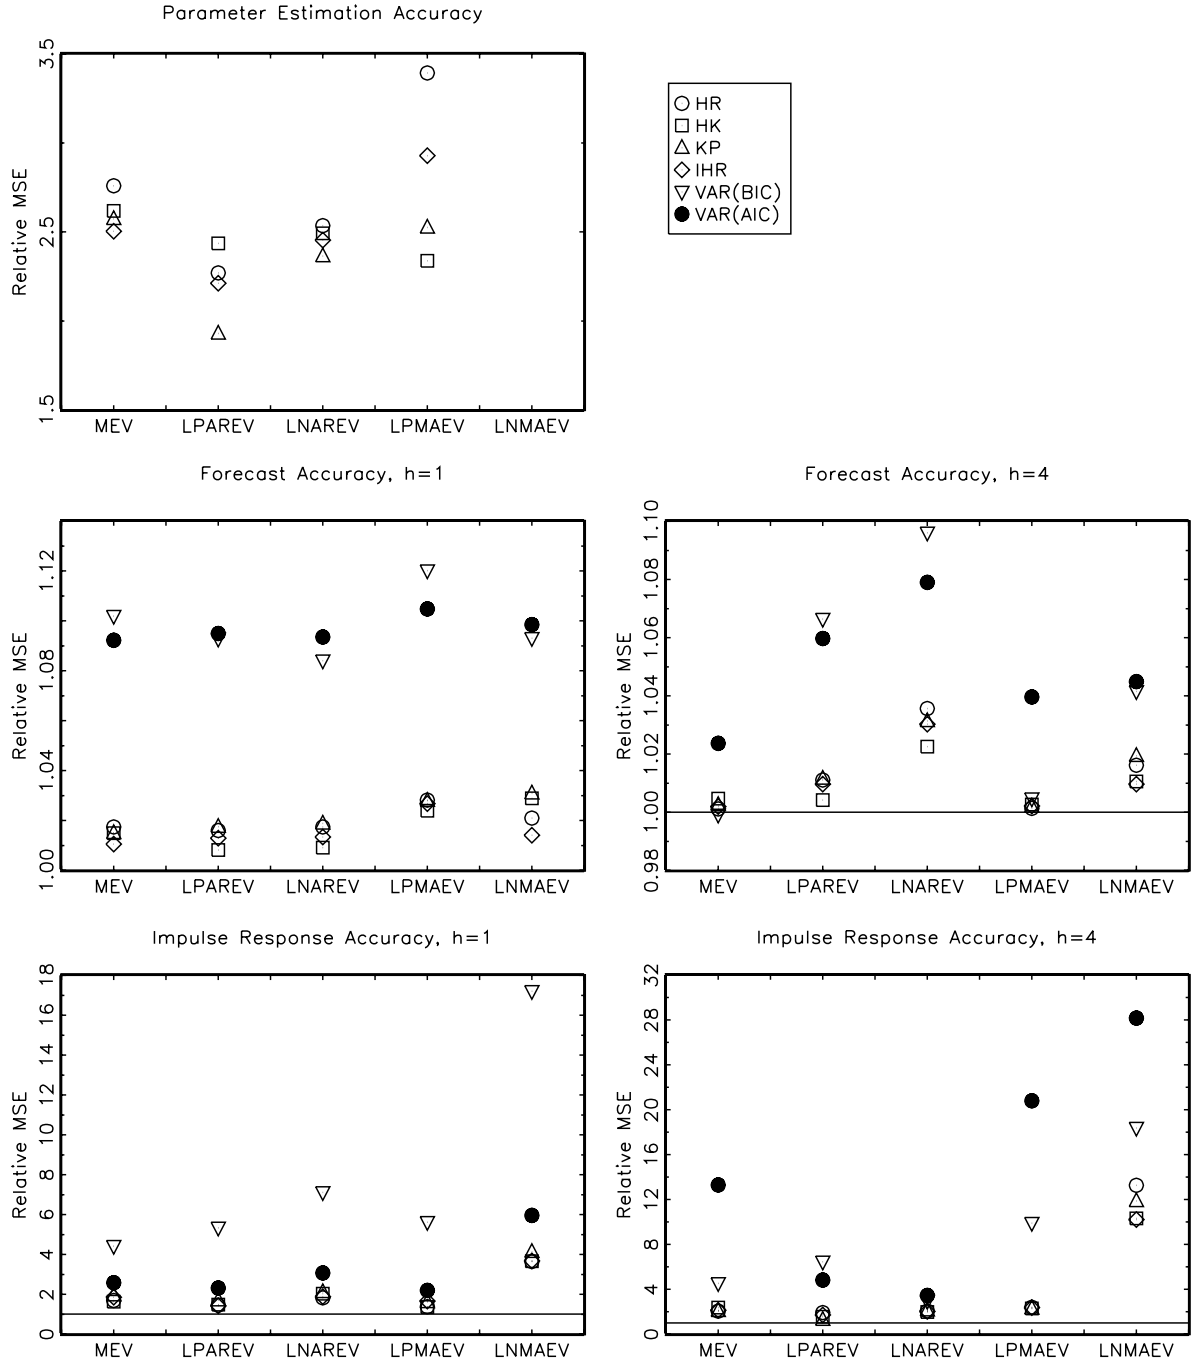 Parameter Estimation Accuracy
3.5
2.5
1.5
Relative MSE
MEV LPAREV LNAREV LPMAEV LNMAEV
HR
HK
KP
IHR
VAR(BIC)
VAR(AIC)
Forecast Accuracy, h=1
1.12
1.08
1.04
1.00
Relative MSE
MEV LPAREV LNAREV LPMAEV LNMAEV
Forecast Accuracy, h=4
1.10
1.08
1.06
1.04
1.02
1.00
0.98
Relative MSE
MEV LPAREV LNAREV LPMAEV LNMAEV
Impulse Response Accuracy, h=1
18
16
14
12
10
8
6
4
2
0
Relative MSE
MEV LPAREV LNAREV LPMAEV LNMAEV
Impulse Response Accuracy, h=4
32
28
24
20
16
12
8
4
0
Relative MSE
MEV LPAREV LNAREV LPMAEV LNMAEV